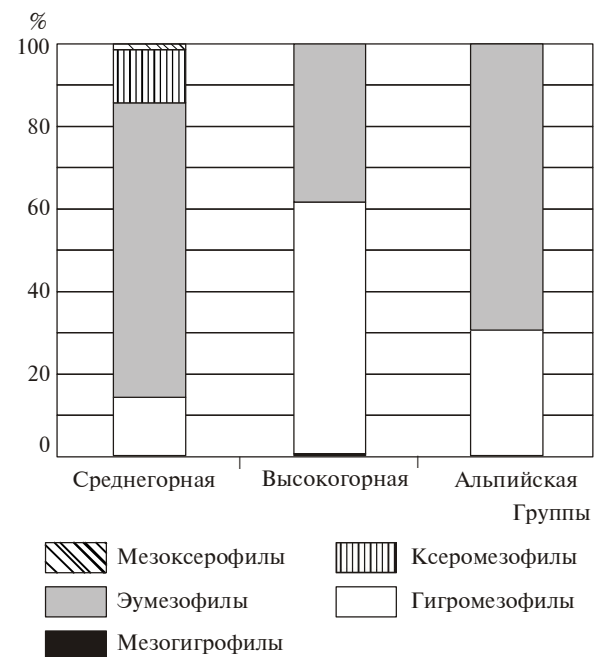 %
100
80
60
40
20
0
Среднегорная Высокогорная Альпийская
Группы
Мезоксерофилы Ксеромезофилы
Эумезофилы Гигромезофилы
Мезогигрофилы